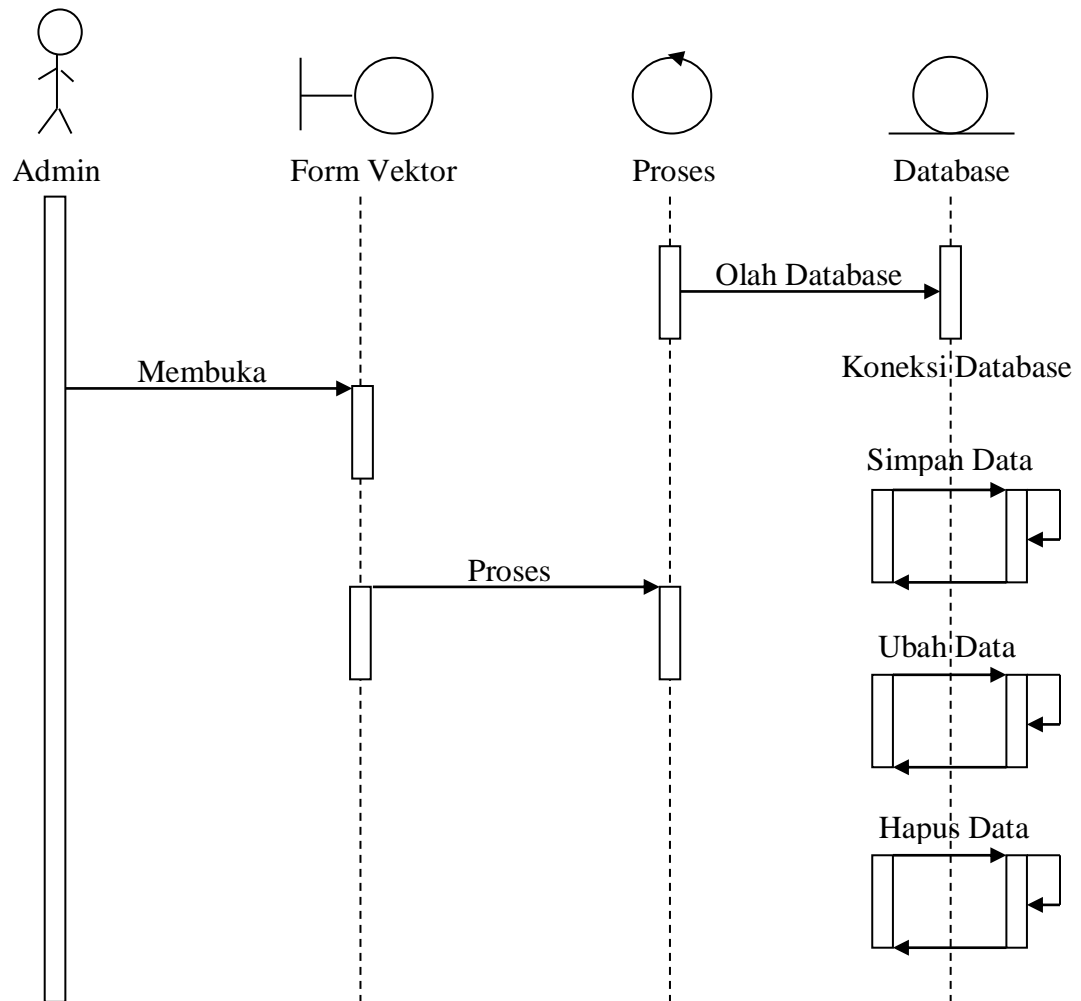 Admin
Form Vektor
Proses
Database
Olah Database
Koneksi Database
Membuka
Simpan Data
Proses
Ubah Data
Hapus Data